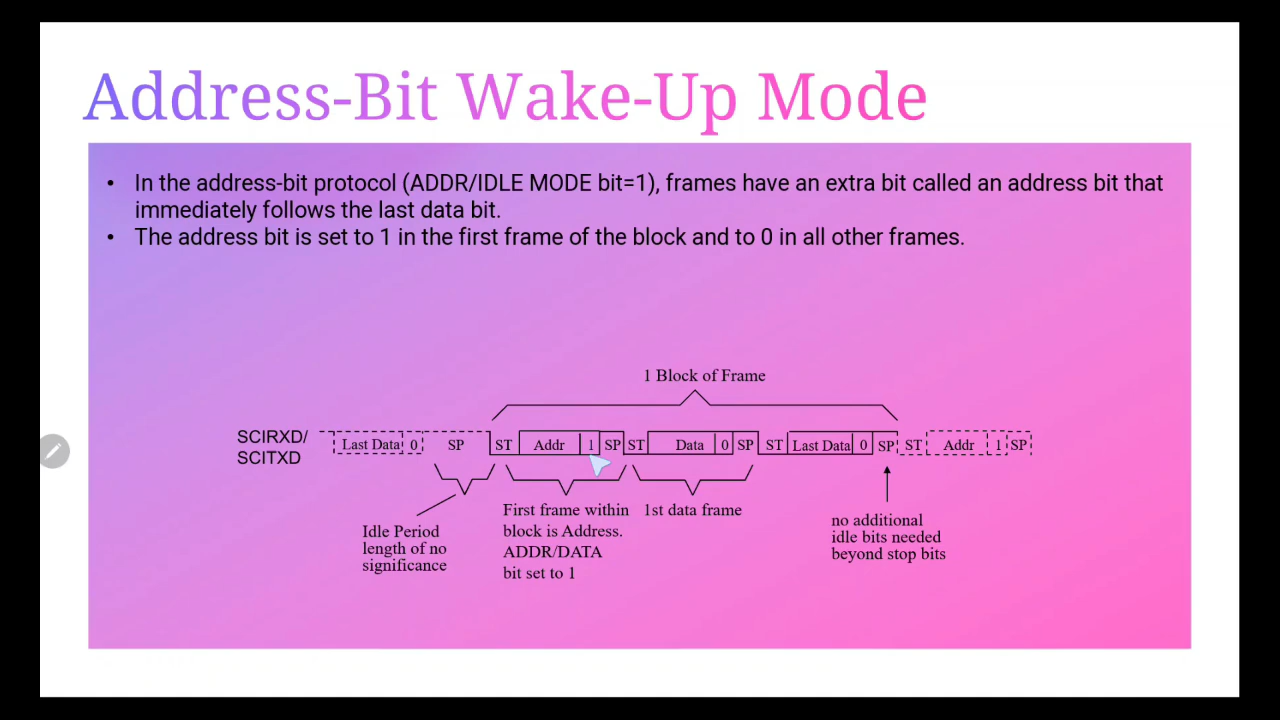 Address-Bit Wake-Up Mode
• In the address-bit protocol (ADDR/IDLE MODE bit=1), frames have an extra bit called an address bit that
immediately follows the last data bit.
• The address bit is set to 1 in the first frame of the block and to 0 in all other frames.
1 Block of Frame
SCIRXD/
SCITXD
Last Data 0 SP ST Addr 1 SP ST Data 0 SP ST Last Data 0 SP ST Addr 1 SP
Idle Period
length of no
significance
First frame within
block is Address.
ADDR/DATA
bit set to 1
1st data frame
no additional
idle bits needed
beyond stop bits